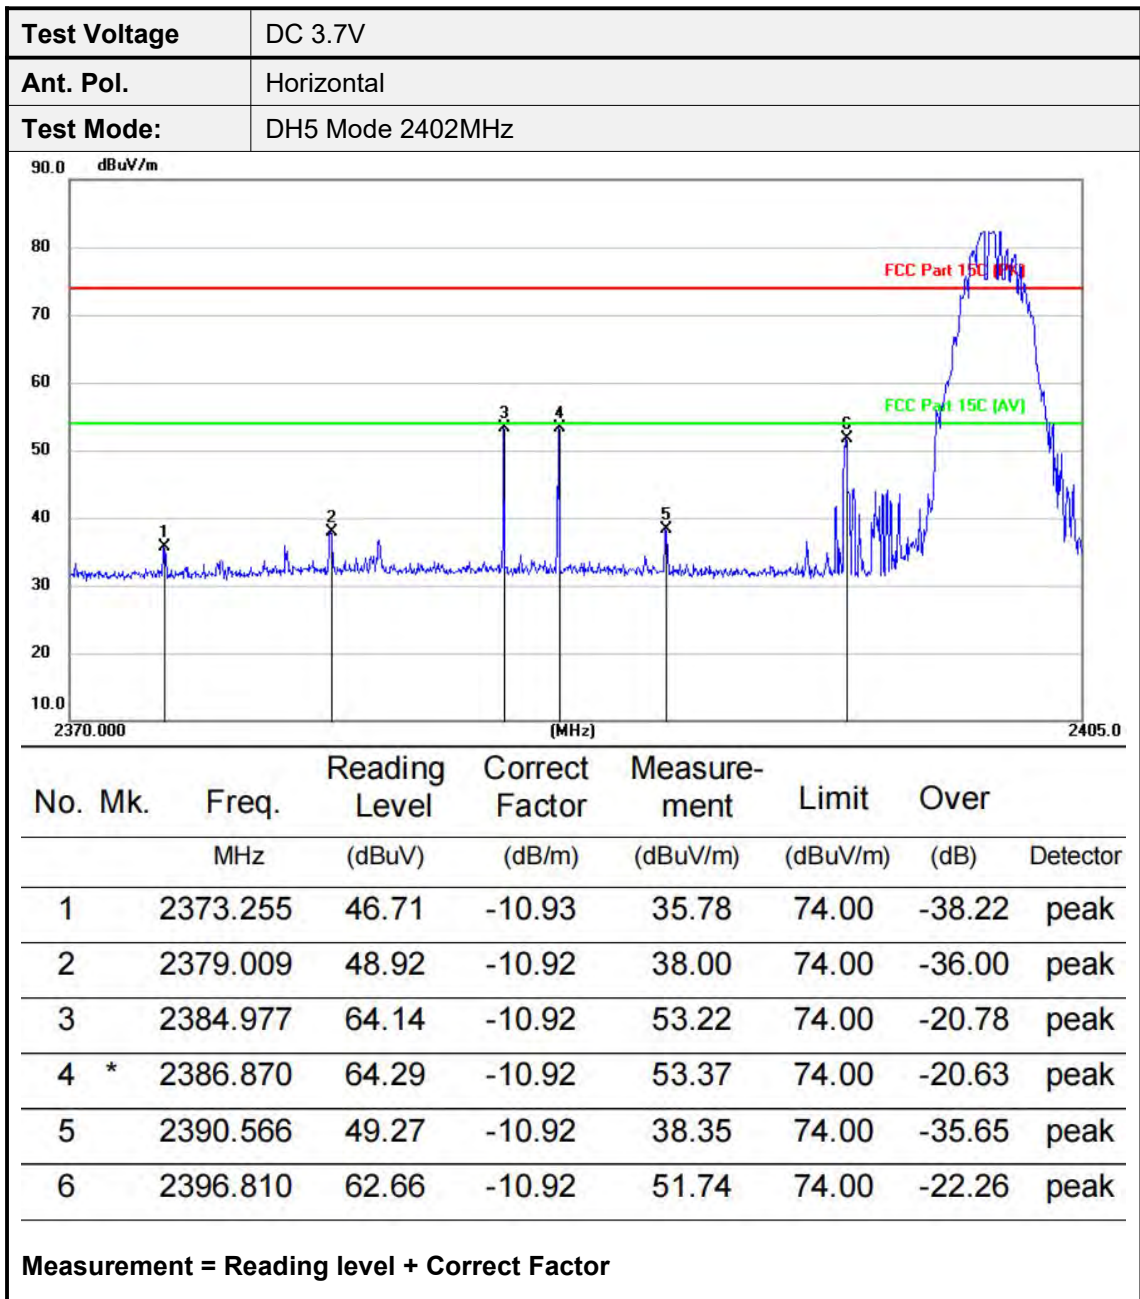 Test Voltage DC 3.7V
Ant. Pol. Horizontal
Test Mode: DH5 Mode 2402MHz
90.0 dBuV/m
80
FCC Part 15C (PK)
70
60
FCC Part 15C (AV)
50
40
30
20
10.0
1 2 3 4 5 6
2370.000 (MHz) 2405.0
No. Mk. Freq. Reading Level Correct Factor Measure-ment Limit Over
MHz (dBuV) (dB/m) (dBuV/m) (dBuV/m) (dB) Detector
1 2373.255 46.71 -10.93 35.78 74.00 -38.22 peak
2 2379.009 48.92 -10.92 38.00 74.00 -36.00 peak
3 2384.977 64.14 -10.92 53.22 74.00 -20.78 peak
4 * 2386.870 64.29 -10.92 53.37 74.00 -20.63 peak
5 2390.566 49.27 -10.92 38.35 74.00 -35.65 peak
6 2396.810 62.66 -10.92 51.74 74.00 -22.26 peak
Measurement = Reading level + Correct Factor